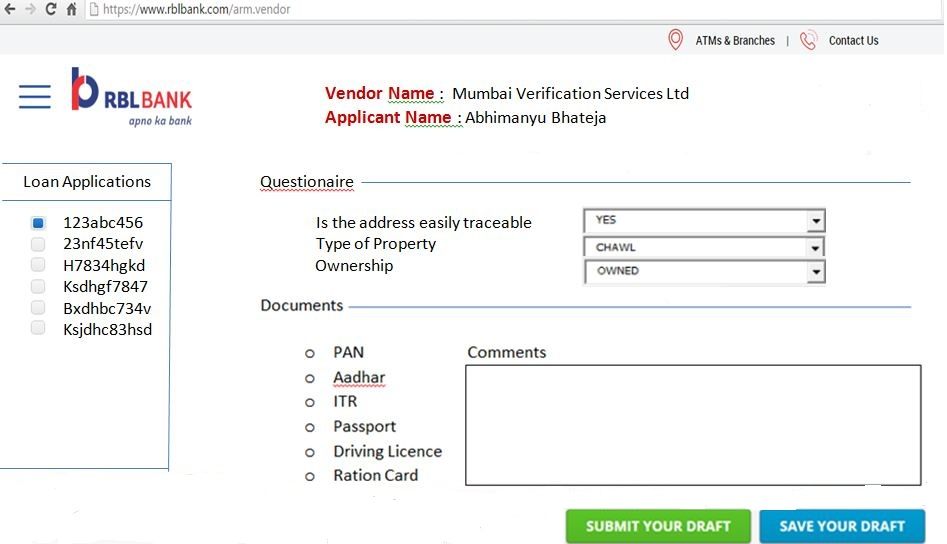 https://www.rblbank.com/arm.vendor
ATMs & Branches | Contact Us
RBLBANK
apno ka bank
Vendor Name : Mumbai Verification Services Ltd
Applicant Name : Abhimanyu Bhateja
Loan Applications
123abc456
23nf45tefv
H7834hgkd
Ksdhgf7847
Bxdhbc734v
Ksjdhc83hsd
Questionaire
Is the address easily traceable YES
Type of Property CHAWL
Ownership OWNED
Documents
PAN
Aadhar
ITR
Passport
Driving Licence
Ration Card
Comments
SUBMIT YOUR DRAFT
SAVE YOUR DRAFT